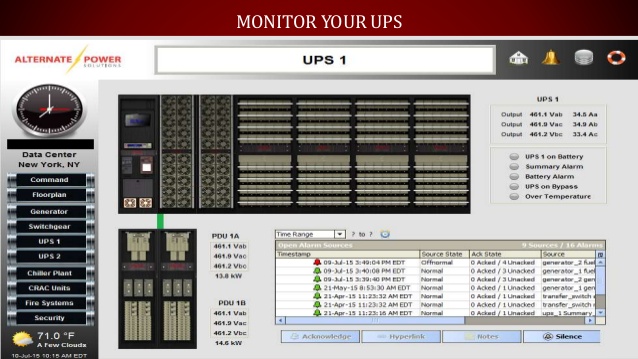 MONITOR YOUR UPS
ALTERNATE POWER
SOLUTIONS
UPS 1
Data Center
New York, NY
Command
Floorplan
Generator
Switchgear
UPS 1
UPS 2
Chiller Plant
CRAC Units
Fire Systems
Security
71.0 °F
A Few Clouds
10-Jul-15 10:15 AM EDT
UPS 1
Output 461.1 Vab 34.5 Aa
Output 461.9 Vac 34.9 Ab
Output 461.2 Vbc 33.4 Ac
UPS 1 on Battery
Summary Alarm
Battery Alarm
UPS on Bypass
Over Temperature
PDU 1A
461.1 Vab
461.9 Vac
461.2 Vbc
13.8 kW
PDU 1B
461.1 Vab
461.9 Vac
461.2 Vbc
14.6 kW
Time Range ? to ?
Open Alarm Sources 9 Sources / 16 Alarms
Timestamp Source State Ack State Source
09-Jul-15 3:49:04 PM EDT Offnormal 0 Acked / 4 Unacked generator_2 fuel
09-Jul-15 3:40:08 PM EDT Normal 0 Acked / 3 Unacked generator_1 fuel
09-Jul-15 3:39:40 PM EDT Normal 0 Acked / 3 Unacked generator_2 gen
21-May-15 8:53:30 AM EDT Normal 0 Acked / 1 Unacked generator_1 gen
21-Apr-15 11:23:32 AM EDT Normal 0 Acked / 1 Unacked transfer_switch
21-Apr-15 11:23:32 AM EDT Normal 0 Acked / 1 Unacked transfer_switch
21-Apr-15 11:23:16 AM EDT Normal 0 Acked / 1 Unacked ups_1 Summary_
Acknowledge Hyperlink Notes Silence